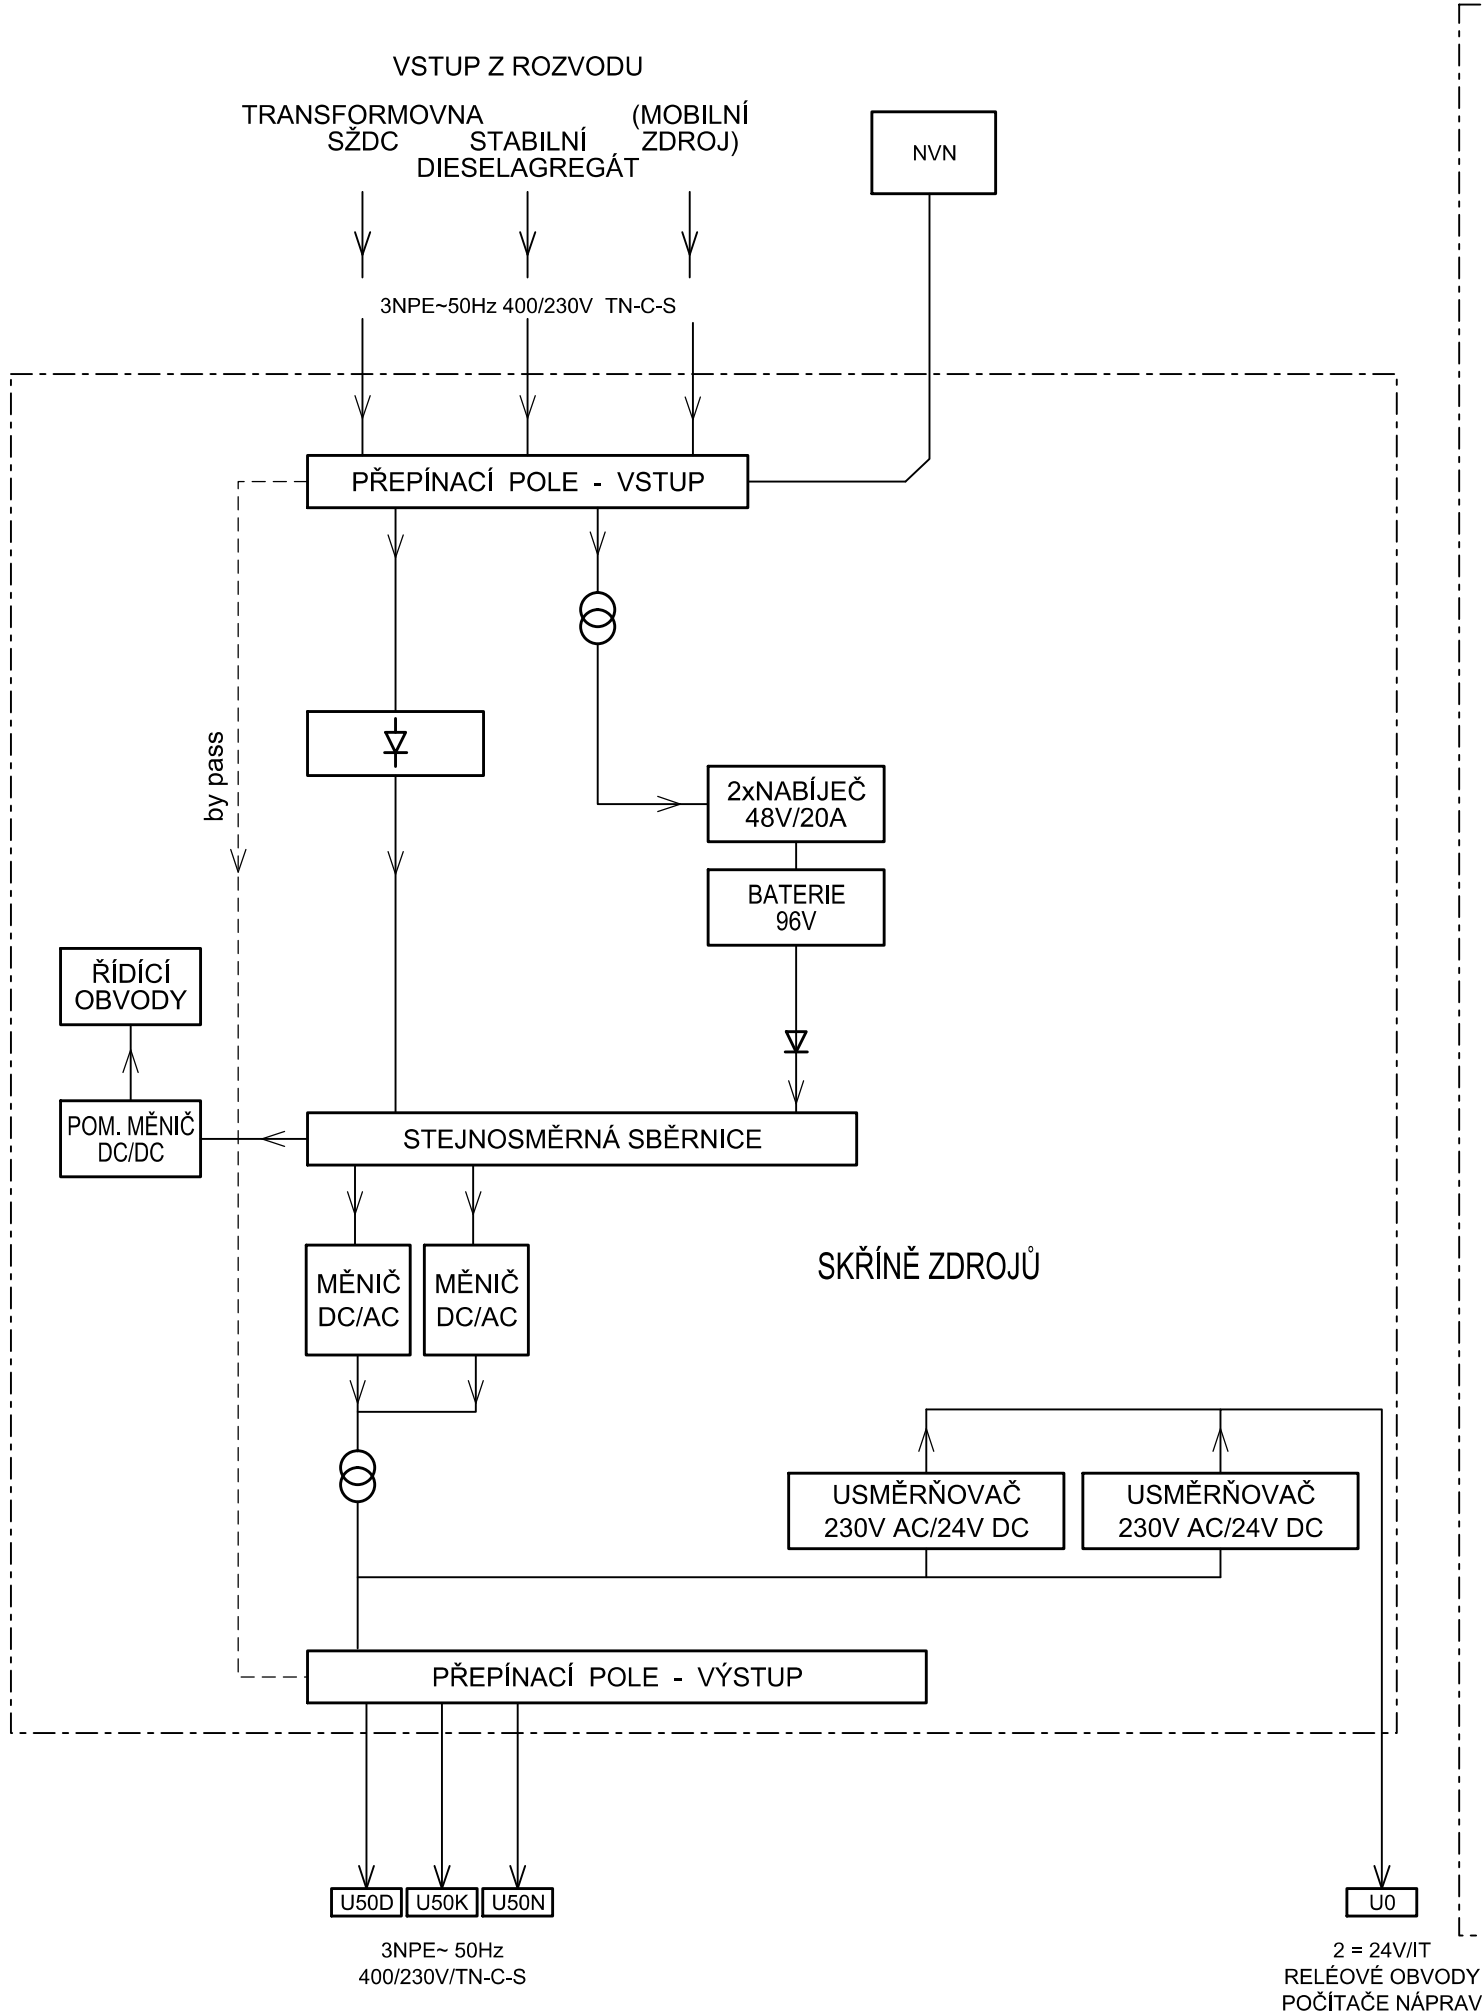 VSTUP Z ROZVODU
TRANSFORMOVNA
SŽDC
STABILNÍ
DIESELAGREGÁT
(MOBILNÍ
ZDROJ)
NVN
3NPE~50Hz 400/230V TN-C-S
PŘEPÍNACÍ POLE - VSTUP
by pass
2xNABÍJEČ
48V/20A
BATERIE
96V
ŘÍDÍCÍ
OBVODY
POM. MĚNIČ
DC/DC
STEJNOSMĚRNÁ SBĚRNICE
MĚNIČ
DC/AC
MĚNIČ
DC/AC
SKŘÍNĚ ZDROJŮ
USMĚRŇOVAČ
230V AC/24V DC
USMĚRŇOVAČ
230V AC/24V DC
PŘEPÍNACÍ POLE - VÝSTUP
U50D
U50K
U50N
U0
3NPE~ 50Hz
400/230V/TN-C-S
2 = 24V/IT
RELÉOVÉ OBVODY
POČÍTAČE NÁPRAV